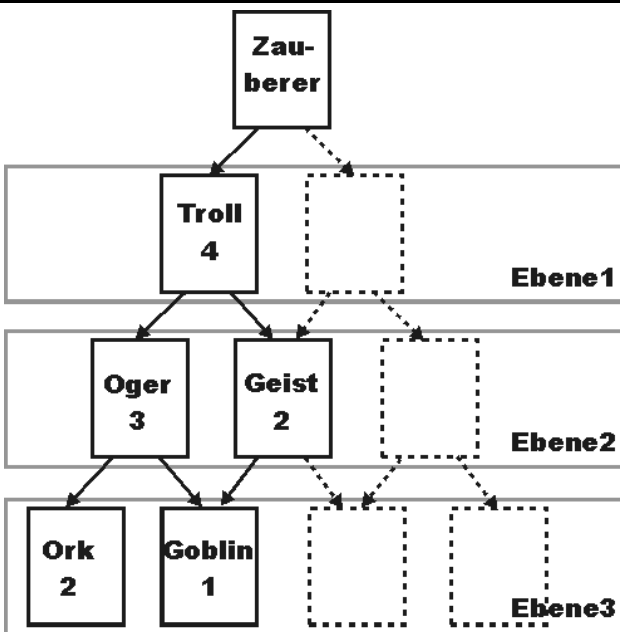 Zau-
berer
Troll
4
Ebene1
Oger
3
Geist
2
Ebene2
Ork
2
Goblin
1
Ebene3